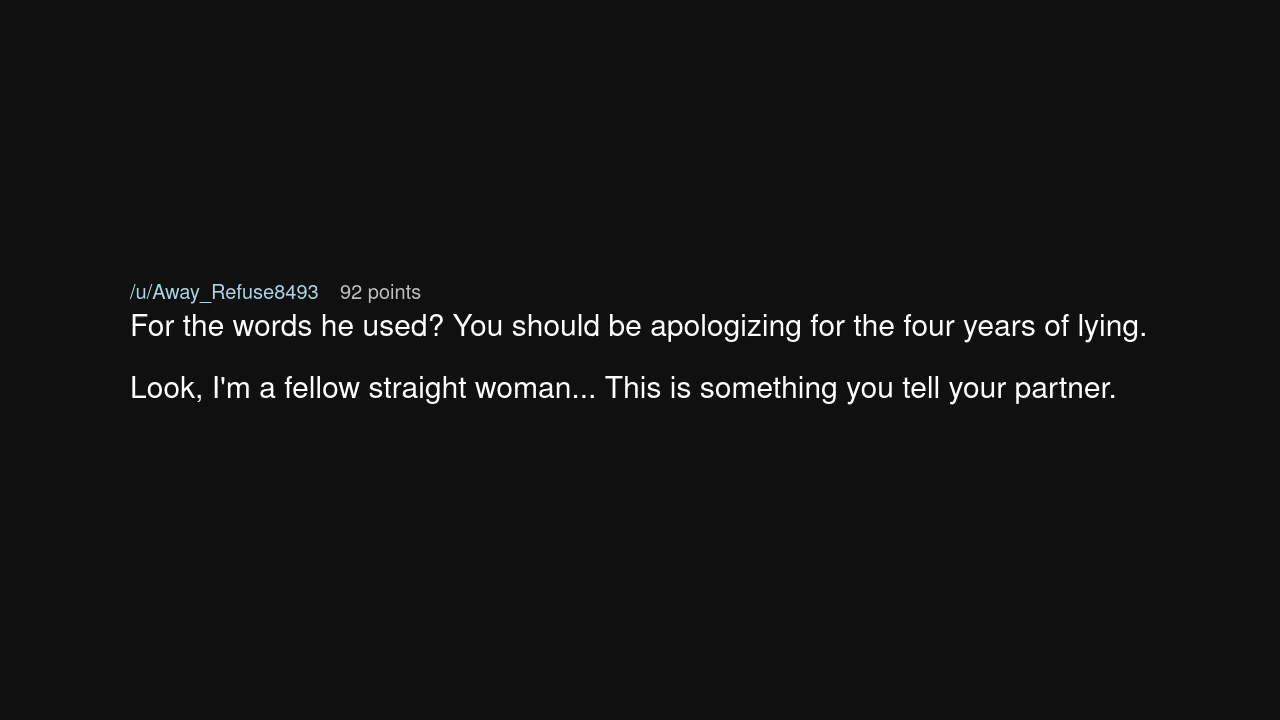 /u/Away_Refuse8493 92 points
For the words he used? You should be apologizing for the four years of lying.
Look, I'm a fellow straight woman... This is something you tell your partner.